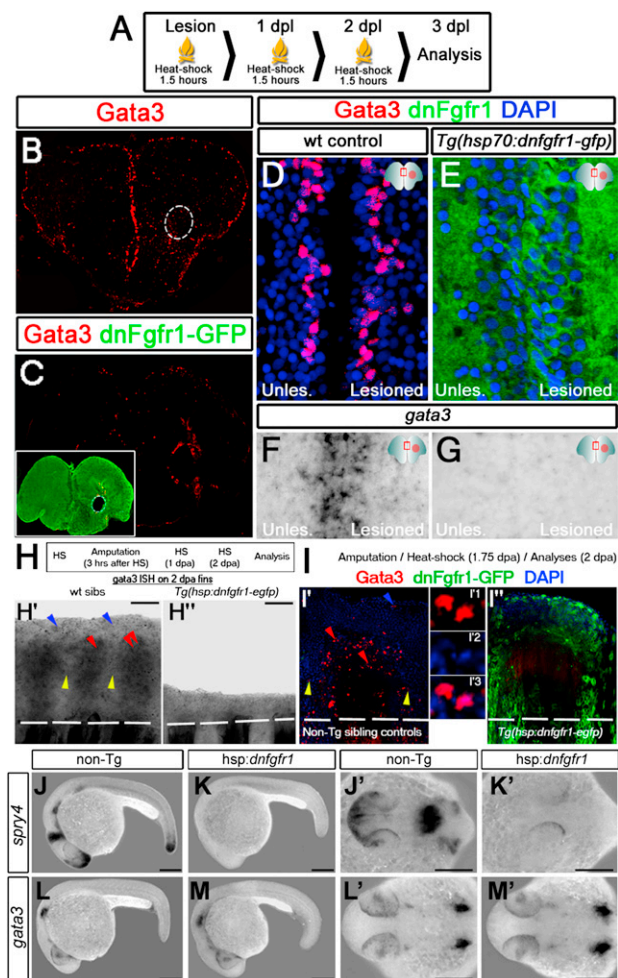 A
Lesion 1 dpl 2 dpl 3 dpl
Heat-shock 1.5 hours Heat-shock 1.5 hours Heat-shock 1.5 hours Analysis
Gata3
B
Gata3 dnFgfr1-GFP
C
Gata3 dnFgfr1 DAPI
wt control Tg(hsp70:dnfgfr1-gfp)
D E
Unles. Lesioned Unles. Lesioned
gata3
F G
Unles. Lesioned Unles. Lesioned
H
HS Amputation (3 hrs after HS) HS (1 dpa) HS (2 dpa) Analysis
gata3 ISH on 2 dpa fins
wt sibs Tg(hsp:dnfgfr1-egfp)
H' H"
I
Amputation / Heat-shock (1.75 dpa) / Analyses (2 dpa)
Gata3 dnFgfr1-GFP DAPI
I' I'1 I"
I'2
I'3
Non-Tg sibling controls Tg(hsp:dnfgfr1-egfp)
non-Tg hsp:dnfgfr1 non-Tg hsp:dnfgfr1
spry4
J K J' K'
gata3
L M L' M'